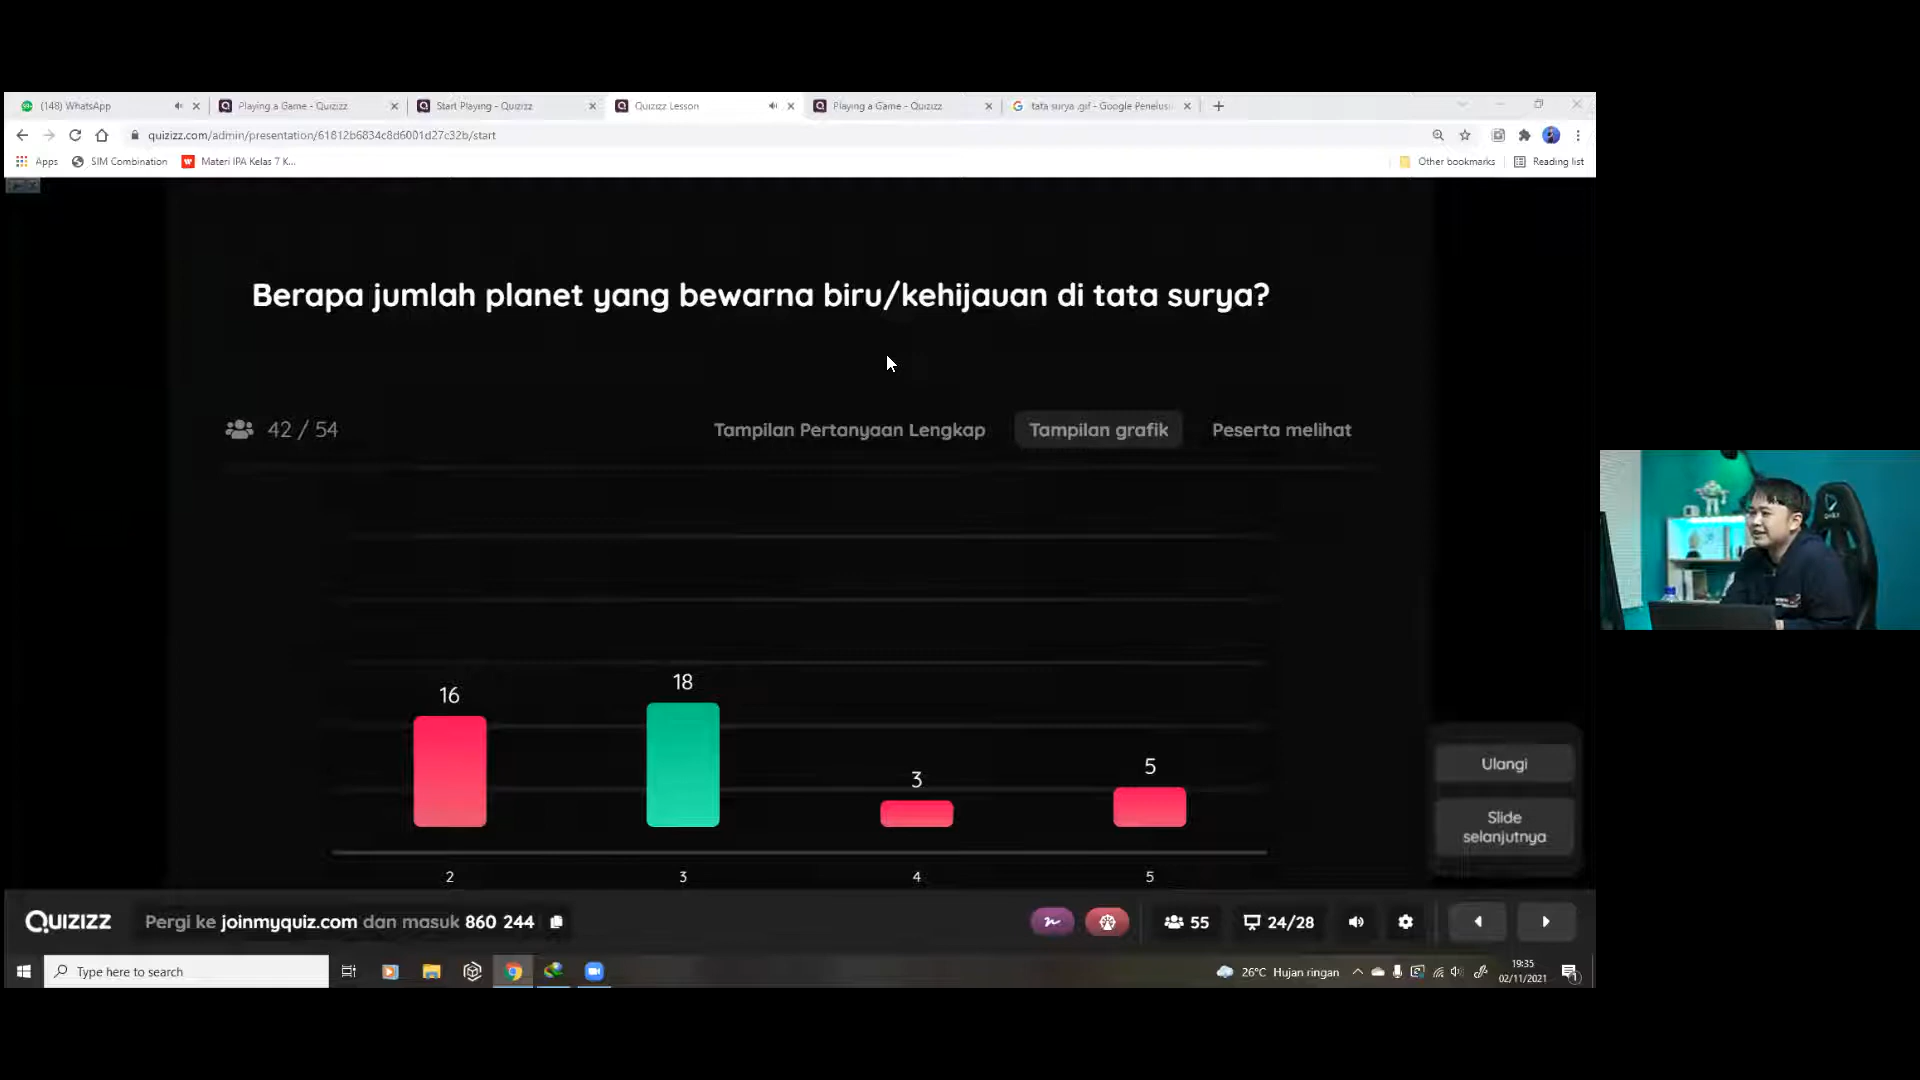 (148) WhatsApp
Playing a Game - Quizizz
Start Playing - Quizizz
Quizizz Lesson
Playing a Game - Quizizz
tata surya .gif - Google Penelusu
quizizz.com/admin/presentation/61812b6834c8d6001d27c32b/start
Apps
SIM Combination
Materi IPA Kelas 7 K...
Other bookmarks
Reading list
Berapa jumlah planet yang bewarna biru/kehijauan di tata surya?
42 / 54
Tampilan Pertanyaan Lengkap
Tampilan grafik
Peserta melihat
16
18
3
5
2
3
4
5
Ulangi
Slide
selanjutnya
QUIZIZZ
Pergi ke joinmyquiz.com dan masuk 860 244
55
24/28
Type here to search
26°C Hujan ringan
19:35
02/11/2021
1